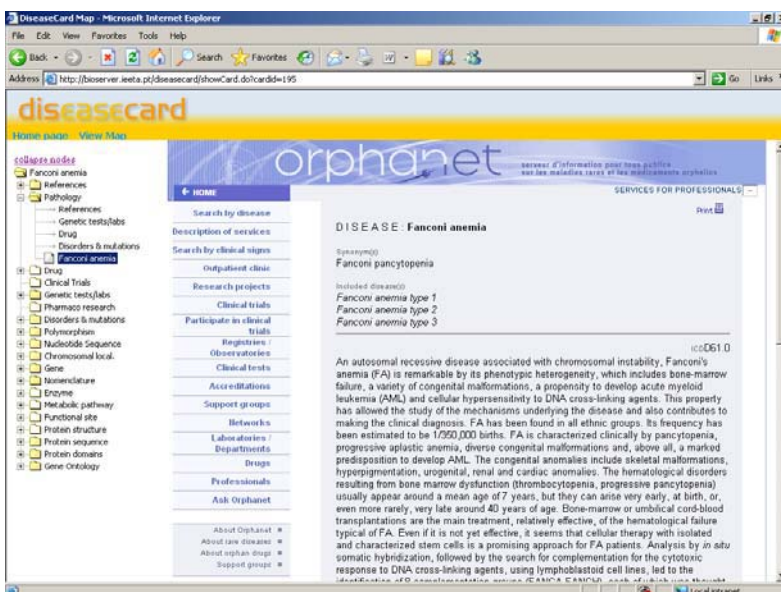 DiseaseCard Map - Microsoft Internet Explorer
File Edit View Favorites Tools Help
Back Search Favorites
Address http://bioserver.ieeta.pt/diseasecard/showCard.do?cardid=195 Go Links
diseasecard
Home page View Map
collapse nodes
Fanconi anemia
References
Pathology
References
Genetic tests/labs
Drug
Disorders & mutations
Fanconi anemia
Drug
Clinical Trials
Genetic tests/labs
Pharmaco research
Disorders & mutations
Polymorphism
Nucleotide Sequence
Chromosomal local.
Gene
Nomenclature
Enzyme
Metabolic pathway
Functional site
Protein structure
Protein sequence
Protein domains
Gene Ontology
orphanet
serveur d'information pour tous publics
sur les maladies rares et les médicaments orphelins
HOME
SERVICES FOR PROFESSIONALS
Search by disease
Description of services
Search by clinical signs
Outpatient clinic
Research projects
Clinical trials
Participate in clinical
trials
Registries /
Observatories
Clinical tests
Accreditations
Support groups
Networks
Laboratories /
Departments
Drugs
Professionals
Ask Orphanet
About Orphanet
About rare diseases
About orphan drugs
Support groups
Print
DISEASE: Fanconi anemia
Synonym(s)
Fanconi pancytopenia
Included disease(s)
Fanconi anemia type 1
Fanconi anemia type 2
Fanconi anemia type 3
ICD D61.0
An autosomal recessive disease associated with chromosomal instability, Fanconi's
anemia (FA) is remarkable by its phenotypic heterogeneity, which includes bone-marrow
failure, a variety of congenital malformations, a propensity to develop acute myeloid
leukemia (AML) and cellular hypersensitivity to DNA cross-linking agents. This property
has allowed the study of the mechanisms underlying the disease and also contributes to
making the clinical diagnosis. FA has been found in all ethnic groups. Its frequency has
been estimated to be 1/350,000 births. FA is characterized clinically by pancytopenia,
progressive aplastic anemia, diverse congenital malformations and, above all, a marked
predisposition to develop AML. The congenital anomalies include skeletal malformations,
hyperpigmentation, urogenital, renal and cardiac anomalies. The hematological disorders
resulting from bone marrow dysfunction (thrombocytopenia, progressive pancytopenia)
usually appear around a mean age of 7 years, but they can arise very early, at birth, or,
even more rarely, very late around 40 years of age. Bone-marrow or umbilical cord-blood
transplantations are the main treatment, relatively effective, of the hematological failure
typical of FA. Even if it is not yet effective, it seems that cellular therapy with isolated
and characterized stem cells is a promising approach for FA patients. Analysis by in situ
somatic hybridization, followed by the search for complementation for the cytotoxic
response to DNA cross-linking agents, using lymphoblastoid cell lines, led to the
identification of 8 complementation groups (FANCA-FANCH), each of which was thought
Local intranet